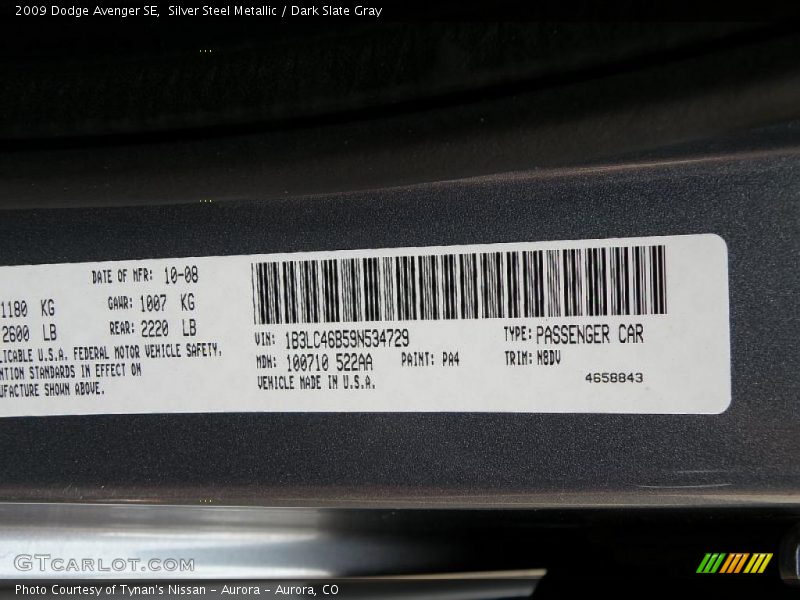 2009 Dodge Avenger SE,  Silver Steel Metallic / Dark Slate Gray
DATE OF MFR: 10-08
1180 KG GAWR: 1007 KG
2600 LB REAR: 2220 LB
LICABLE U.S.A. FEDERAL MOTOR VEHICLE SAFETY,
NTION STANDARDS IN EFFECT ON
UFACTURE SHOWN ABOVE.
VIN: 1B3LC46B59N534729 TYPE: PASSENGER CAR
MDH: 100710 522AA PAINT: PA4 TRIM: N8DV
VEHICLE MADE IN U.S.A.
4658843
GTCARLOT.COM
Photo Courtesy of Tynan's Nissan - Aurora - Aurora, CO